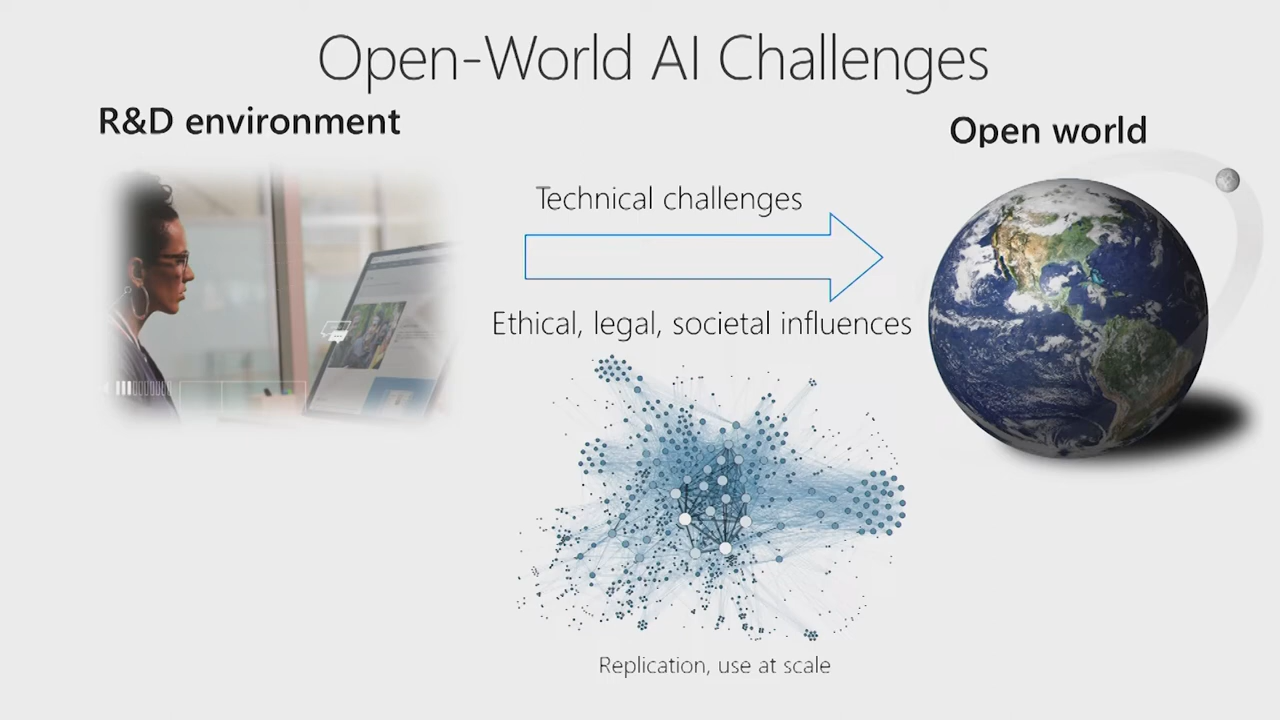 Open-World AI Challenges
R&D environment
Open world
Technical challenges
Ethical, legal, societal influences
Replication, use at scale